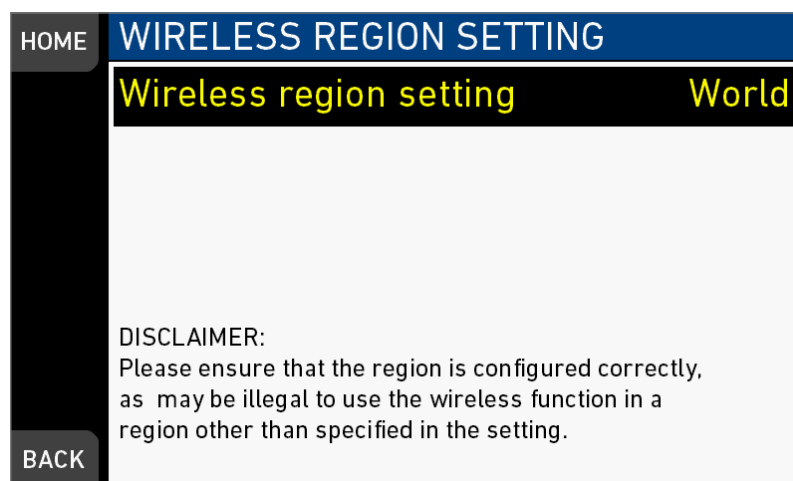 HOME
WIRELESS REGION SETTING
Wireless region setting World
DISCLAIMER:
Please ensure that the region is configured correctly,
as may be illegal to use the wireless function in a
region other than specified in the setting.
BACK